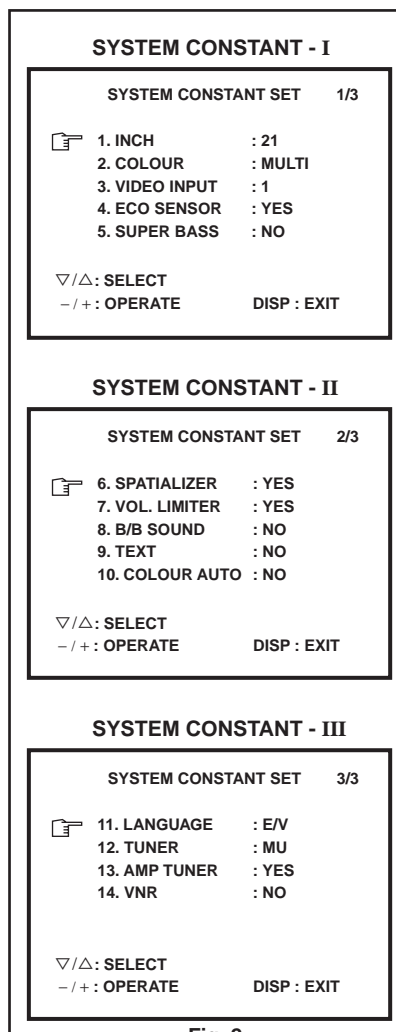 SYSTEM CONSTANT - I
SYSTEM CONSTANT SET 1/3
1. INCH : 21
2. COLOUR : MULTI
3. VIDEO INPUT : 1
4. ECO SENSOR : YES
5. SUPER BASS : NO
▽/△: SELECT
– / + : OPERATE DISP : EXIT
SYSTEM CONSTANT - II
SYSTEM CONSTANT SET 2/3
6. SPATIALIZER : YES
7. VOL. LIMITER : YES
8. B/B SOUND : NO
9. TEXT : NO
10. COLOUR AUTO : NO
▽/△: SELECT
– / + : OPERATE DISP : EXIT
SYSTEM CONSTANT - III
SYSTEM CONSTANT SET 3/3
11. LANGUAGE : E/V
12. TUNER : MU
13. AMP TUNER : YES
14. VNR : NO
▽/△: SELECT
– / + : OPERATE DISP : EXIT